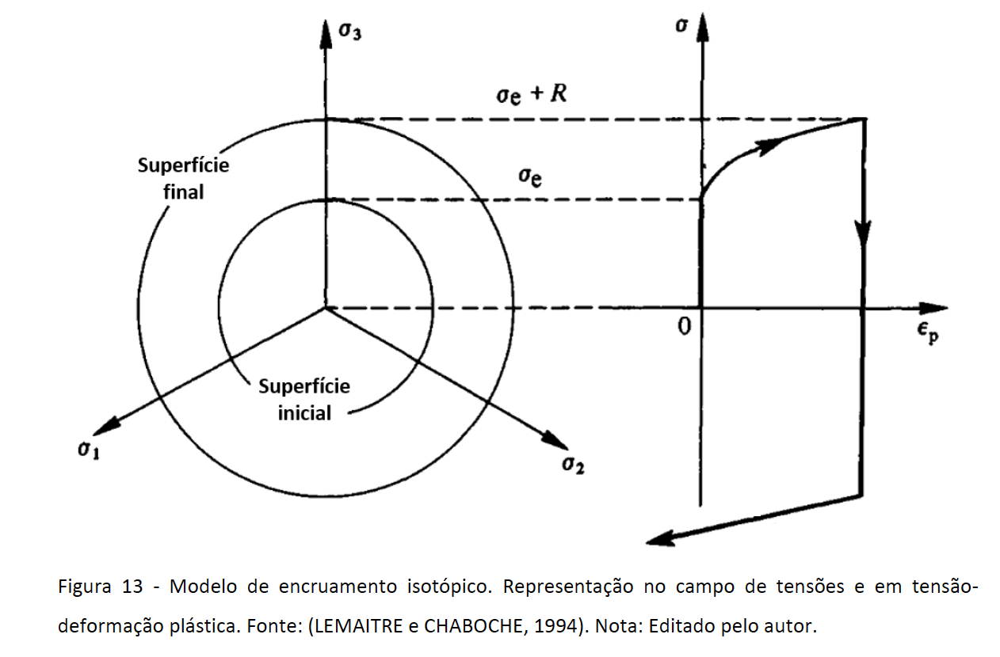 σ₃
σ
σₑ + R
Superfície
final
σₑ
0
ϵₚ
Superfície
inicial
σ₁
σ₂
Figura 13 - Modelo de encruamento isotópico. Representação no campo de tensões e em tensão-
deformação plástica. Fonte: (LEMAITRE e CHABOCHE, 1994). Nota: Editado pelo autor.